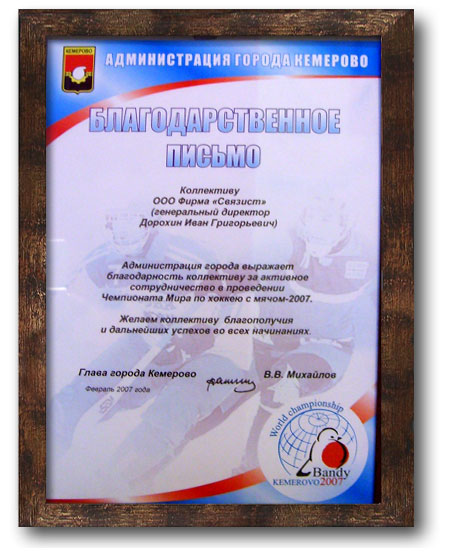 КЕМЕРОВО
АДМИНИСТРАЦИЯ ГОРОДА КЕМЕРОВО
БЛАГОДАРСТВЕННОЕ
ПИСЬМО
Коллективу
ООО Фирма «Связист»
(генеральный директор
Дорохин Иван Григорьевич)
Администрация города выражает
благодарность коллективу за активное
сотрудничество в проведении
Чемпионата Мира по хоккею с мячом-2007.
Желаем коллективу благополучия
и дальнейших успехов во всех начинаниях.
Глава города Кемерово В.В. Михайлов
Февраль 2007 года
World championship
Bandy
KEMEROVO 2007